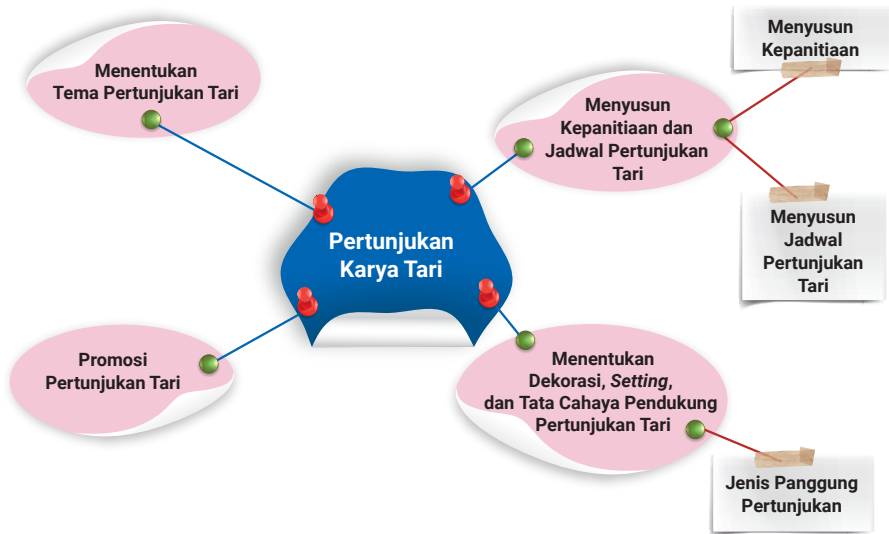 Menentukan
Tema Pertunjukan Tari
Menyusun
Kepanitiaan dan
Jadwal Pertunjukan
Tari
Menyusun
Kepanitiaan
Menyusun
Jadwal
Pertunjukan
Tari
Pertunjukan
Karya Tari
Promosi
Pertunjukan Tari
Menentukan
Dekorasi, Setting,
dan Tata Cahaya Pendukung
Pertunjukan Tari
Jenis Panggung
Pertunjukan